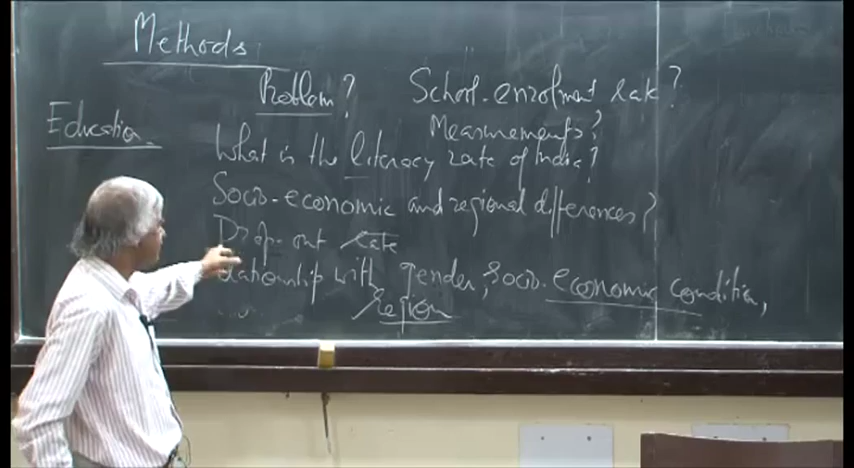 Methods
Problem? School-enrolment rate?
Education
Measurements?
What is the literacy rate of India?
Socio-economic and regional differences?
Drop-out rate
lationship with gender, Socio-economic condition,
region